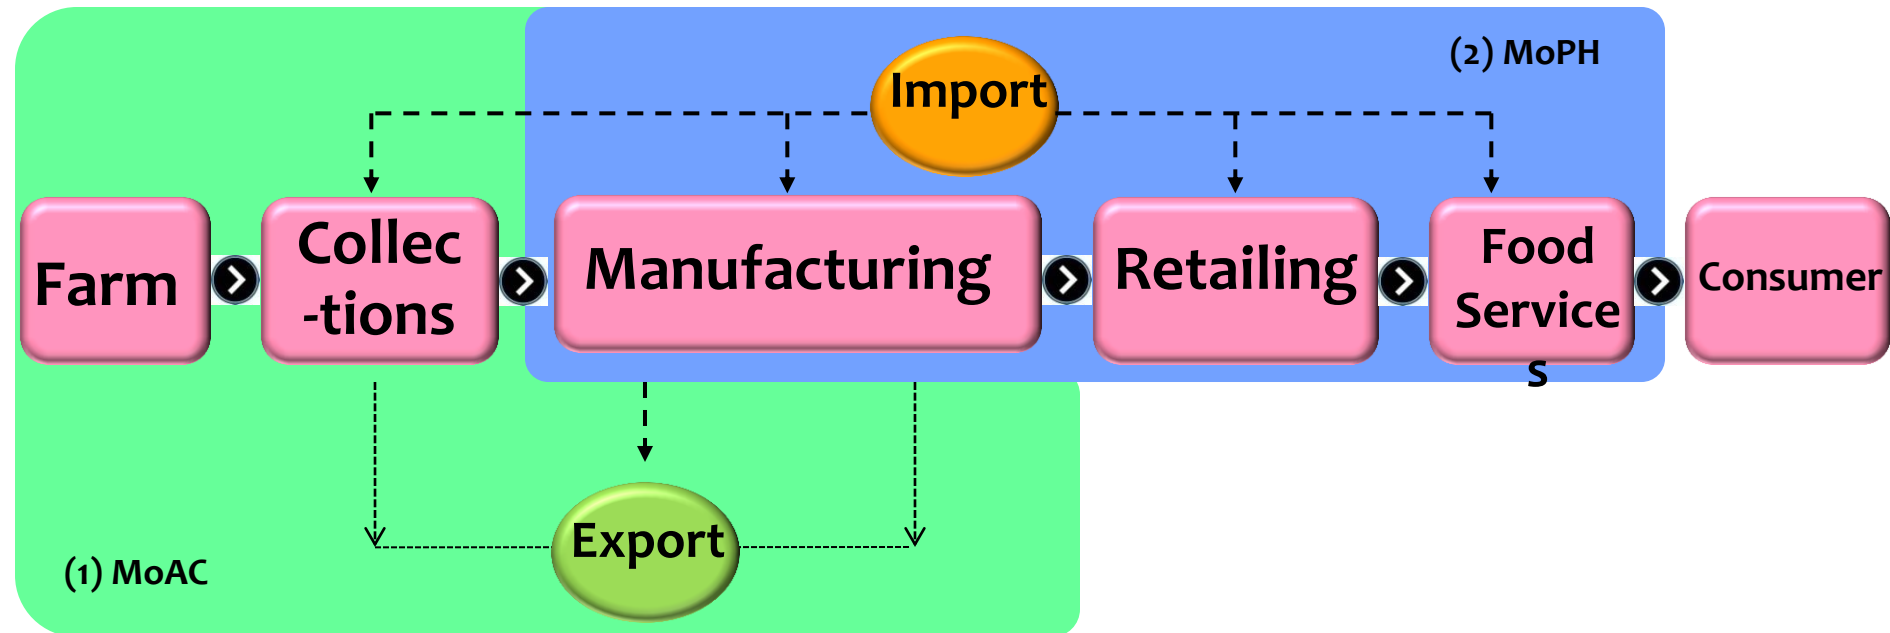 (2) MoPH
Import
Farm
Collec
-tions
Manufacturing
Retailing
Food
Service
s
Consumer
Export
(1) MoAC